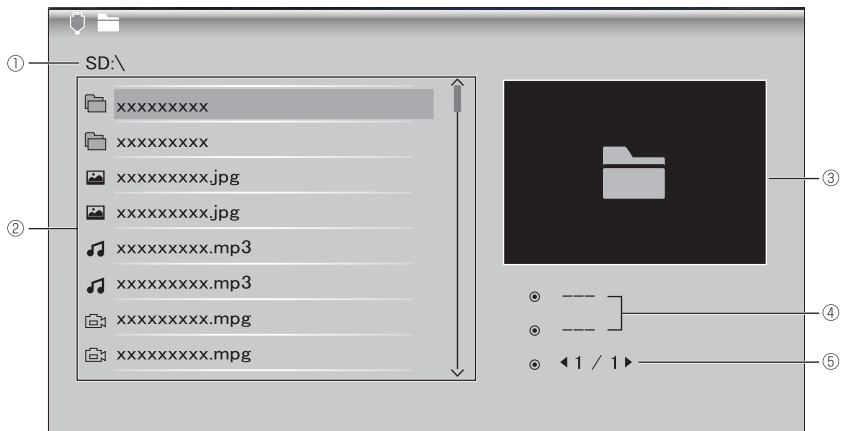 ① SD:\
②
xxxxxxxxx
xxxxxxxxx
xxxxxxxxx.jpg
xxxxxxxxx.jpg
xxxxxxxxx.mp3
xxxxxxxxx.mp3
xxxxxxxxx.mpg
xxxxxxxxx.mpg
③
--- 
---
④
1 / 1 ⑤